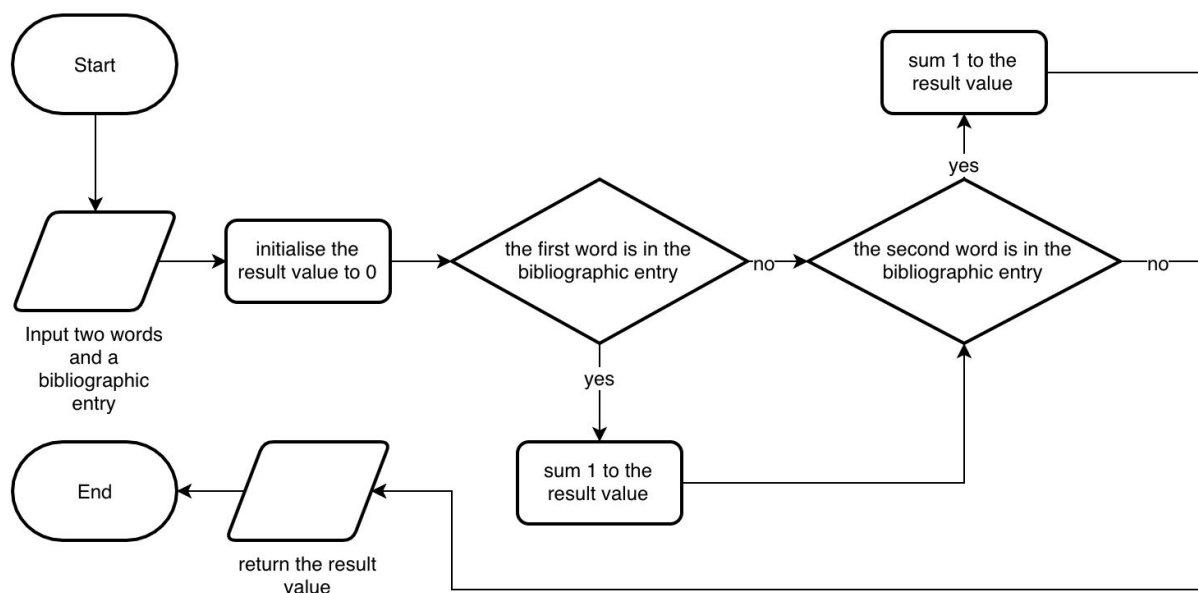 Start
Input two words
and a
bibliographic
entry
initialise the
result value to 0
the first word is in the
bibliographic entry
no
yes
sum 1 to the
result value
the second word is in the
bibliographic entry
yes
sum 1 to the
result value
no
return the result
value
End